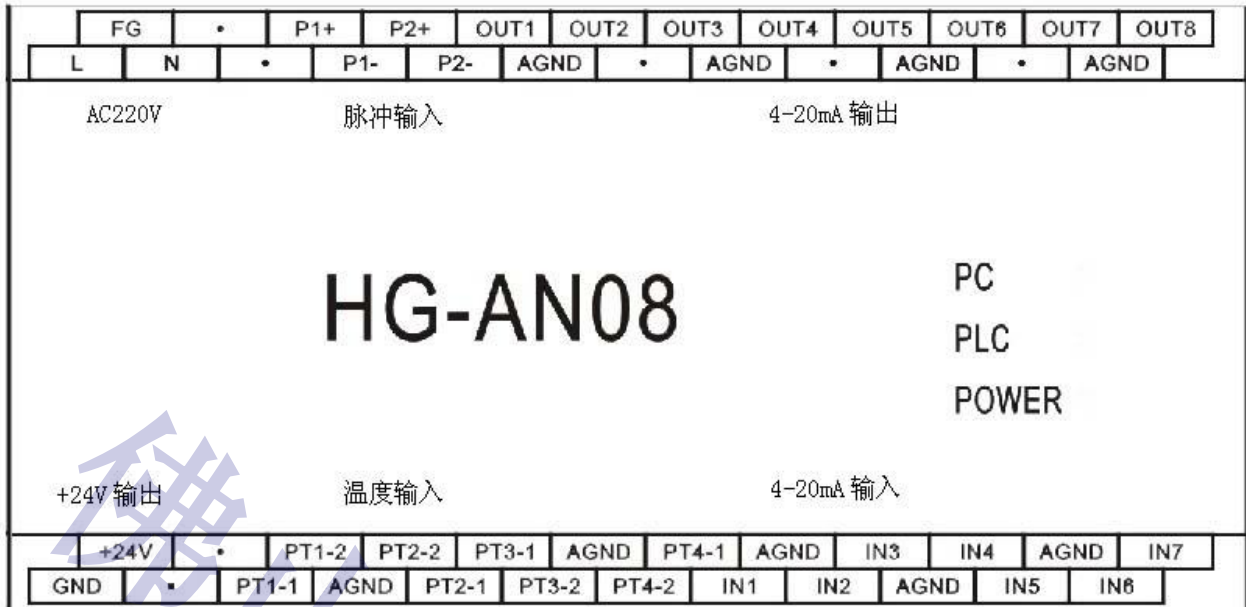 FG • P1+ P2+ OUT1 OUT2 OUT3 OUT4 OUT5 OUT6 OUT7 OUT8
L N • P1- P2- AGND • AGND • AGND • AGND
AC220V 脉冲输入 4-20mA 输出
HG-AN08
PC
PLC
POWER
+24V 输出 温度输入 4-20mA 输入
+24V • PT1-2 PT2-2 PT3-1 AGND PT4-1 AGND IN3 IN4 AGND IN7
GND • PT1-1 AGND PT2-1 PT3-2 PT4-2 IN1 IN2 AGND IN5 IN6
佛